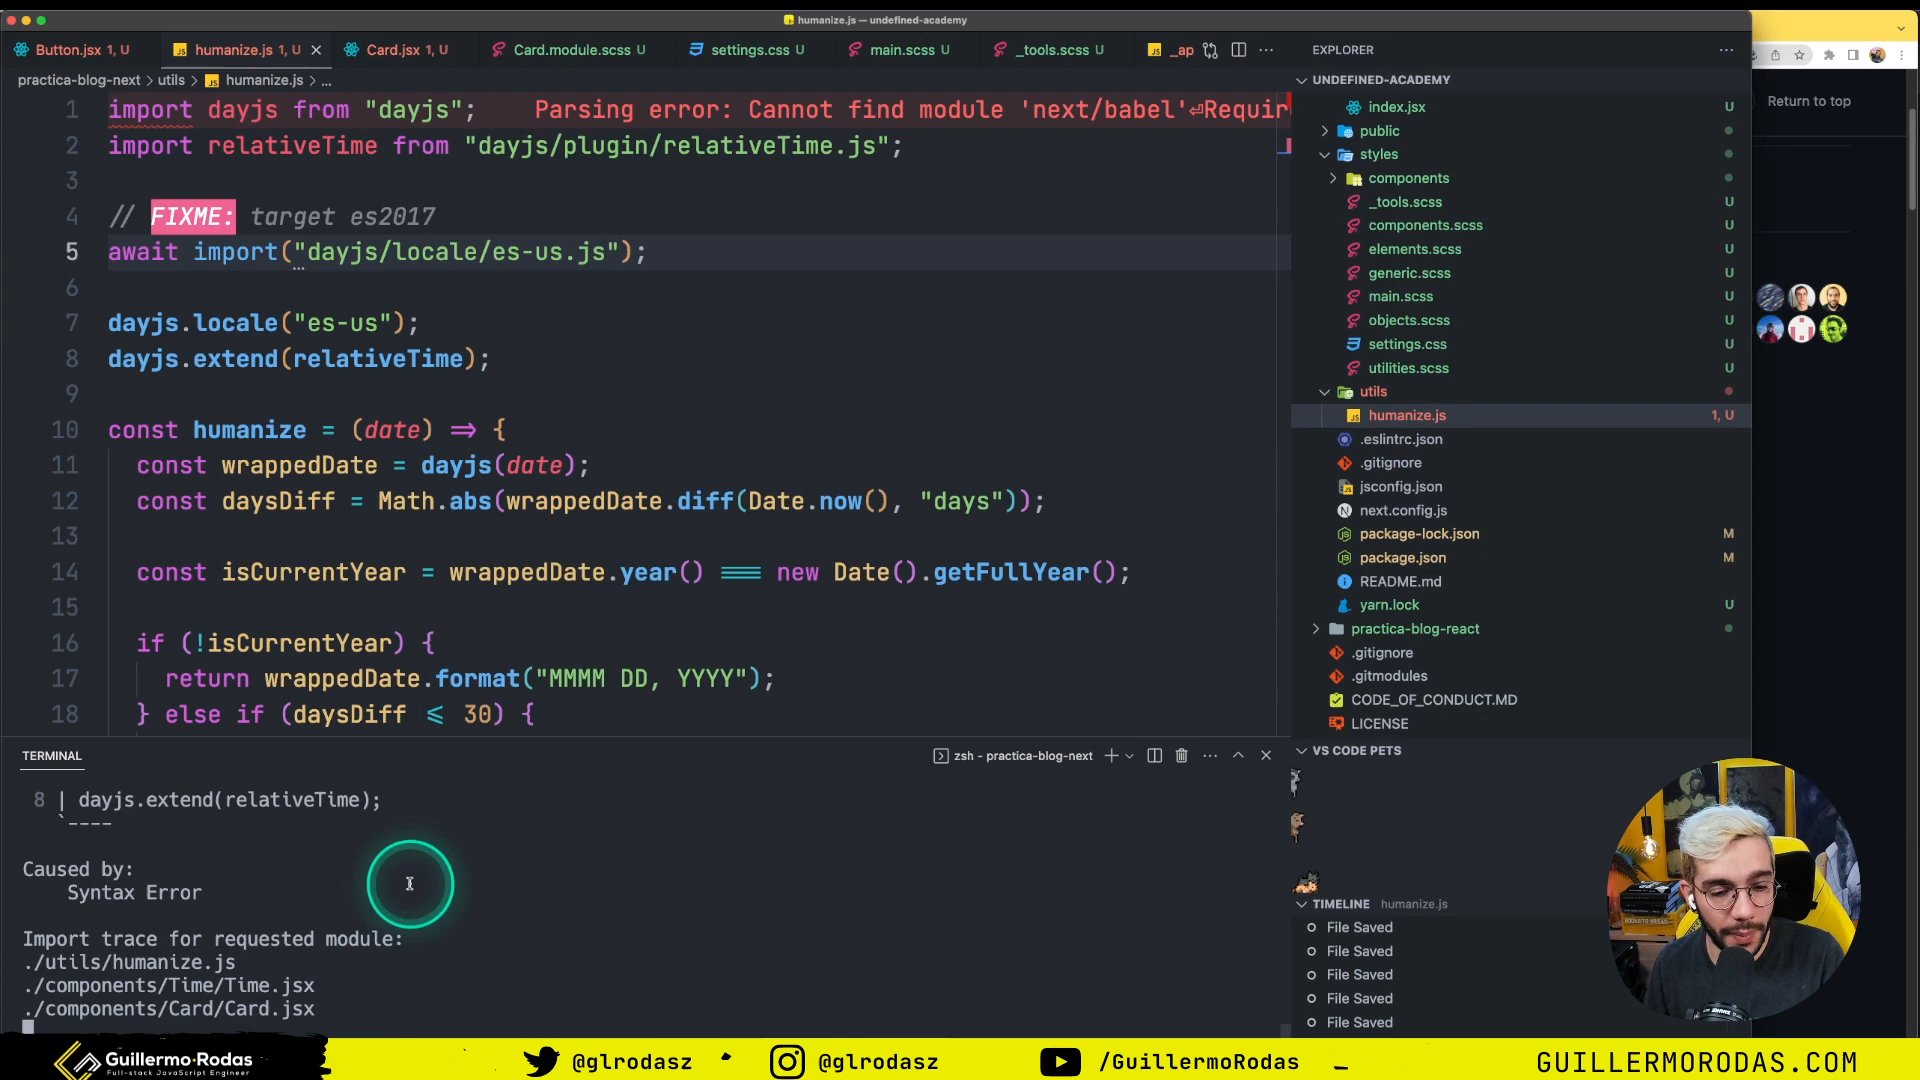 humanize.js — undefined-academy
Button.jsx 1, U
humanize.js 1, U
Card.jsx 1, U
Card.module.scss U
settings.css U
main.scss U
_tools.scss U
_ap
practica-blog-next > utils > humanize.js > ...
1 import dayjs from "dayjs"; Parsing error: Cannot find module 'next/babel'⏎Requir
2 import relativeTime from "dayjs/plugin/relativeTime.js";
3
4 // FIXME: target es2017
5 await import("dayjs/locale/es-us.js");
6
7 dayjs.locale("es-us");
8 dayjs.extend(relativeTime);
9
10 const humanize = (date) => {
11 const wrappedDate = dayjs(date);
12 const daysDiff = Math.abs(wrappedDate.diff(Date.now(), "days"));
13
14 const isCurrentYear = wrappedDate.year() === new Date().getFullYear();
15
16 if (!isCurrentYear) {
17 return wrappedDate.format("MMMM DD, YYYY");
18 } else if (daysDiff <= 30) {
TERMINAL
zsh - practica-blog-next
8 | dayjs.extend(relativeTime);
`----
Caused by:
Syntax Error
Import trace for requested module:
./utils/humanize.js
./components/Time/Time.jsx
./components/Card/Card.jsx
EXPLORER
UNDEFINED-ACADEMY
index.jsx U
public
styles
components
_tools.scss U
components.scss U
elements.scss U
generic.scss U
main.scss U
objects.scss U
settings.css U
utilities.scss U
utils
humanize.js 1, U
.eslintrc.json
.gitignore
jsconfig.json
next.config.js
package-lock.json M
package.json M
README.md
yarn.lock U
practica-blog-react
.gitignore
.gitmodules
CODE_OF_CONDUCT.MD
LICENSE
VS CODE PETS
TIMELINE humanize.js
File Saved
File Saved
File Saved
File Saved
File Saved
Return to top
Guillermo Rodas
Full-stack JavaScript Engineer
@glrodasz
@glrodasz
/GuillermoRodas
GUILLERMORODAS.COM